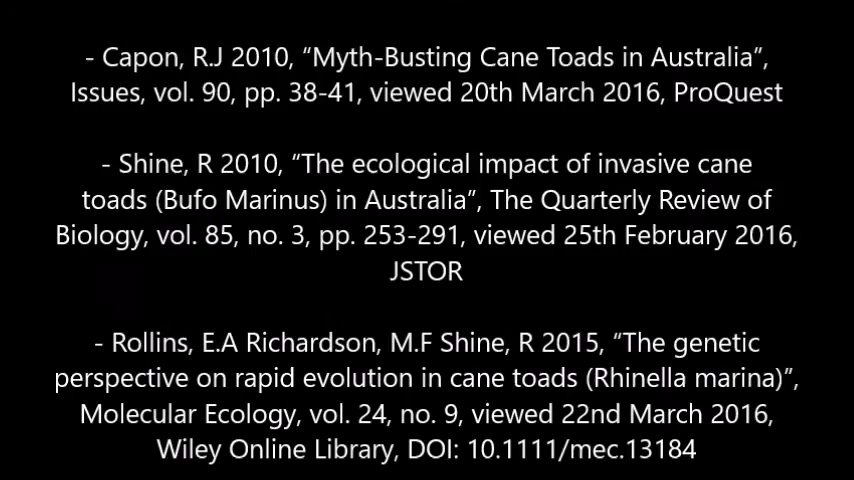 - Capon, R.J 2010, “Myth-Busting Cane Toads in Australia”,
Issues, vol. 90, pp. 38-41, viewed 20th March 2016, ProQuest
- Shine, R 2010, “The ecological impact of invasive cane
toads (Bufo Marinus) in Australia”, The Quarterly Review of
Biology, vol. 85, no. 3, pp. 253-291, viewed 25th February 2016,
JSTOR
- Rollins, E.A Richardson, M.F Shine, R 2015, “The genetic
perspective on rapid evolution in cane toads (Rhinella marina)”,
Molecular Ecology, vol. 24, no. 9, viewed 22nd March 2016,
Wiley Online Library, DOI: 10.1111/mec.13184